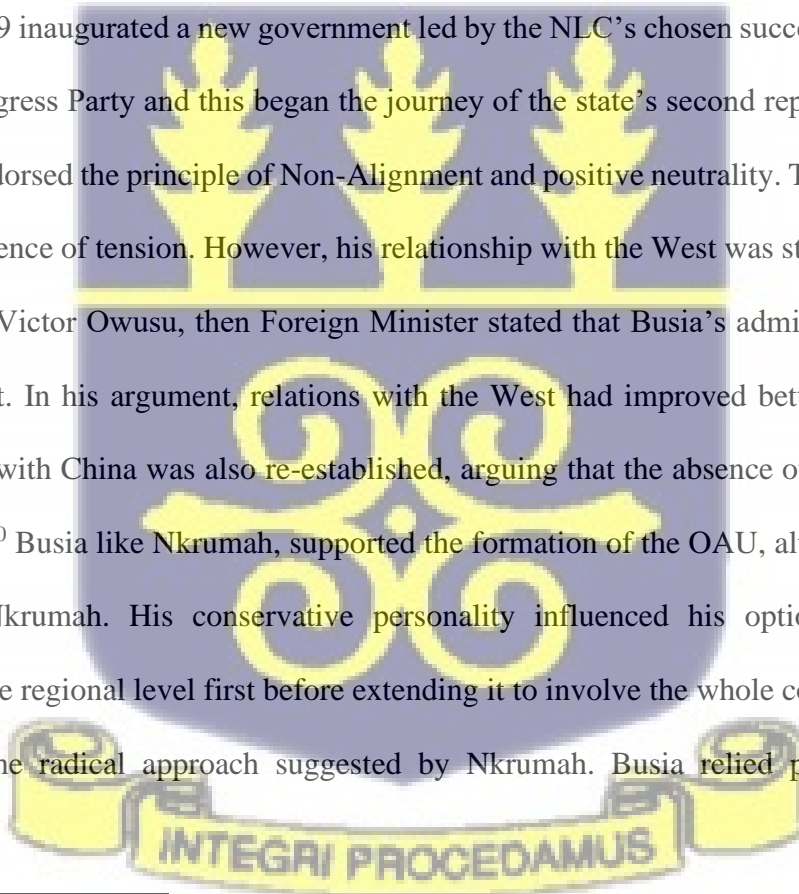 9 inaugurated a new government led by the NLC’s chosen succe
gress Party and this began the journey of the state’s second rep
dorsed the principle of Non-Alignment and positive neutrality. T
ence of tension. However, his relationship with the West was st
Victor Owusu, then Foreign Minister stated that Busia’s admi
t. In his argument, relations with the West had improved bet
with China was also re-established, arguing that the absence o
0 Busia like Nkrumah, supported the formation of the OAU, al
Nkrumah. His conservative personality influenced his optio
e regional level first before extending it to involve the whole co
he radical approach suggested by Nkrumah. Busia relied p
INTEGRI PROCEDAMUS